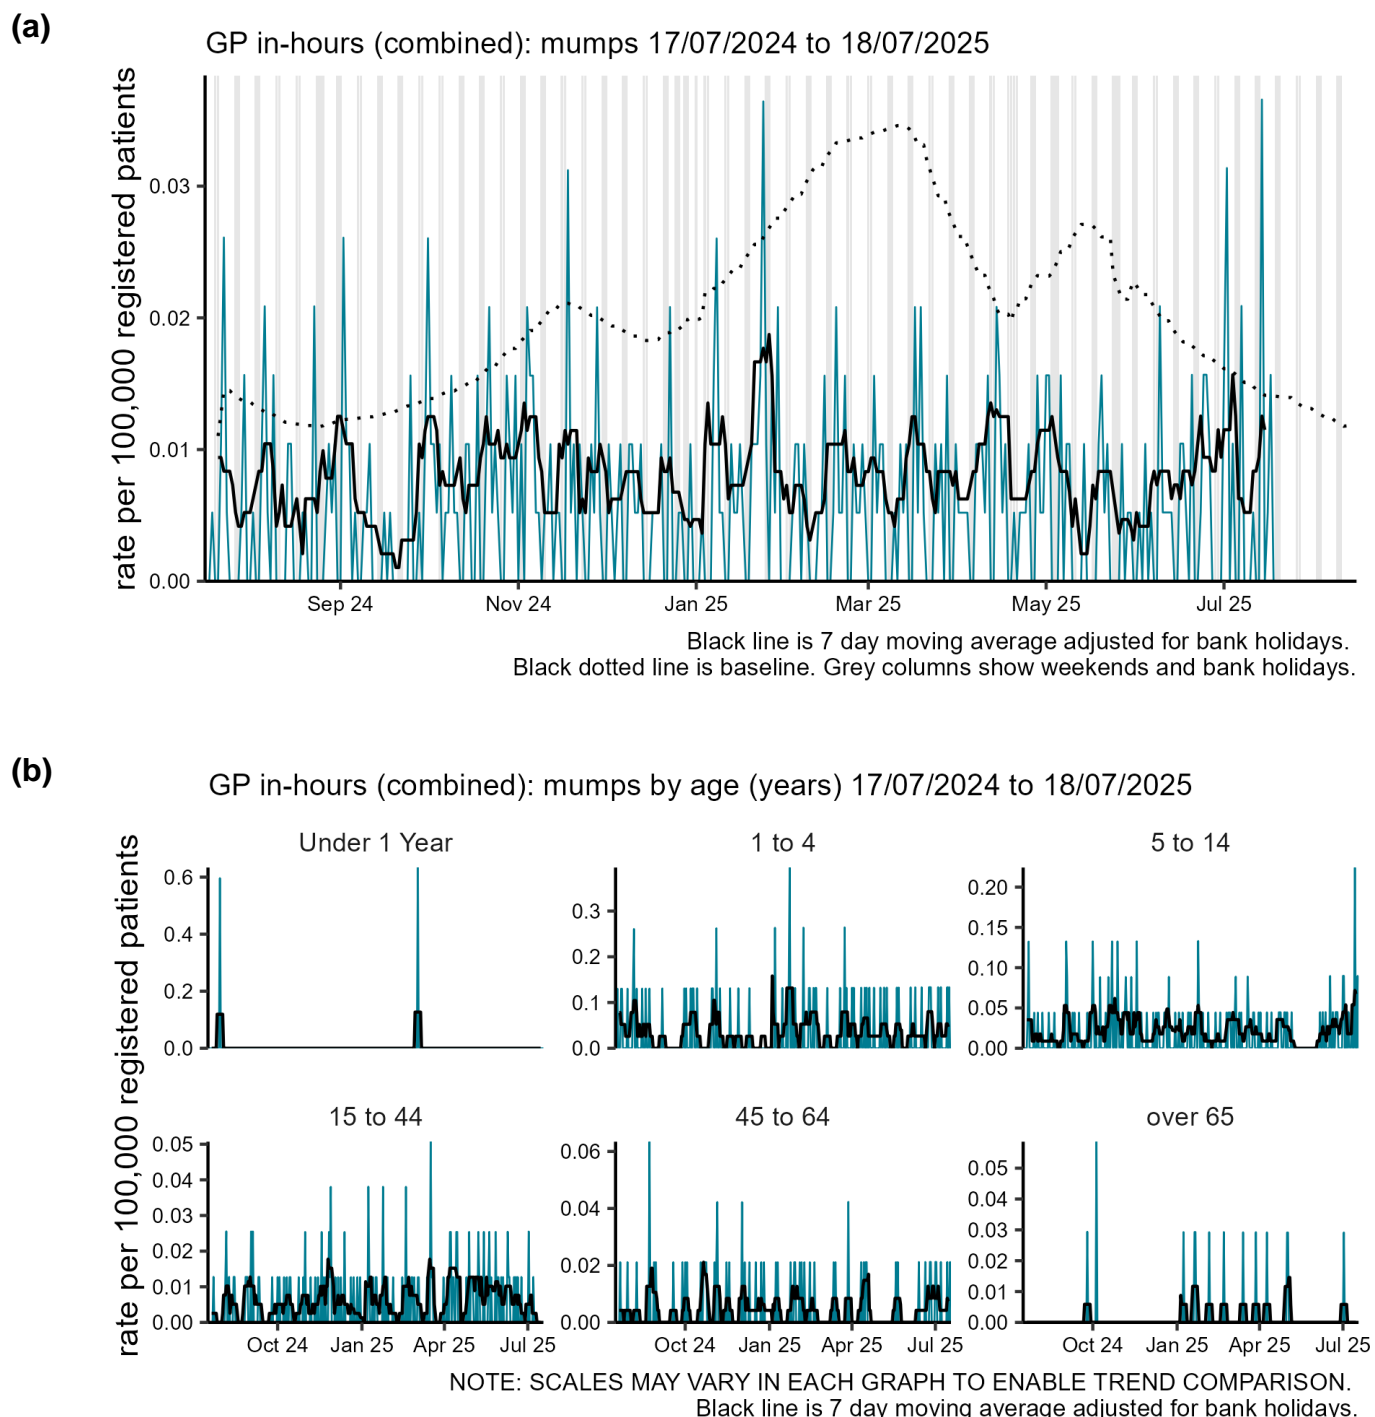 (a)
GP in-hours (combined): mumps 17/07/2024 to 18/07/2025
rate per 100,000 registered patients
0.03
0.02
0.01
0.00
Sep 24 Nov 24 Jan 25 Mar 25 May 25 Jul 25
Black line is 7 day moving average adjusted for bank holidays.
Black dotted line is baseline. Grey columns show weekends and bank holidays.
(b)
GP in-hours (combined): mumps by age (years) 17/07/2024 to 18/07/2025
rate per 100,000 registered patients
Under 1 Year
0.6
0.4
0.2
0.0
1 to 4
0.3
0.2
0.1
0.0
5 to 14
0.20
0.15
0.10
0.05
0.00
15 to 44
0.05
0.04
0.03
0.02
0.01
0.00
Oct 24 Jan 25 Apr 25 Jul 25
45 to 64
0.06
0.04
0.02
0.00
Oct 24 Jan 25 Apr 25 Jul 25
over 65
0.05
0.04
0.03
0.02
0.01
0.00
Oct 24 Jan 25 Apr 25 Jul 25
NOTE: SCALES MAY VARY IN EACH GRAPH TO ENABLE TREND COMPARISON.
Black line is 7 day moving average adjusted for bank holidays.